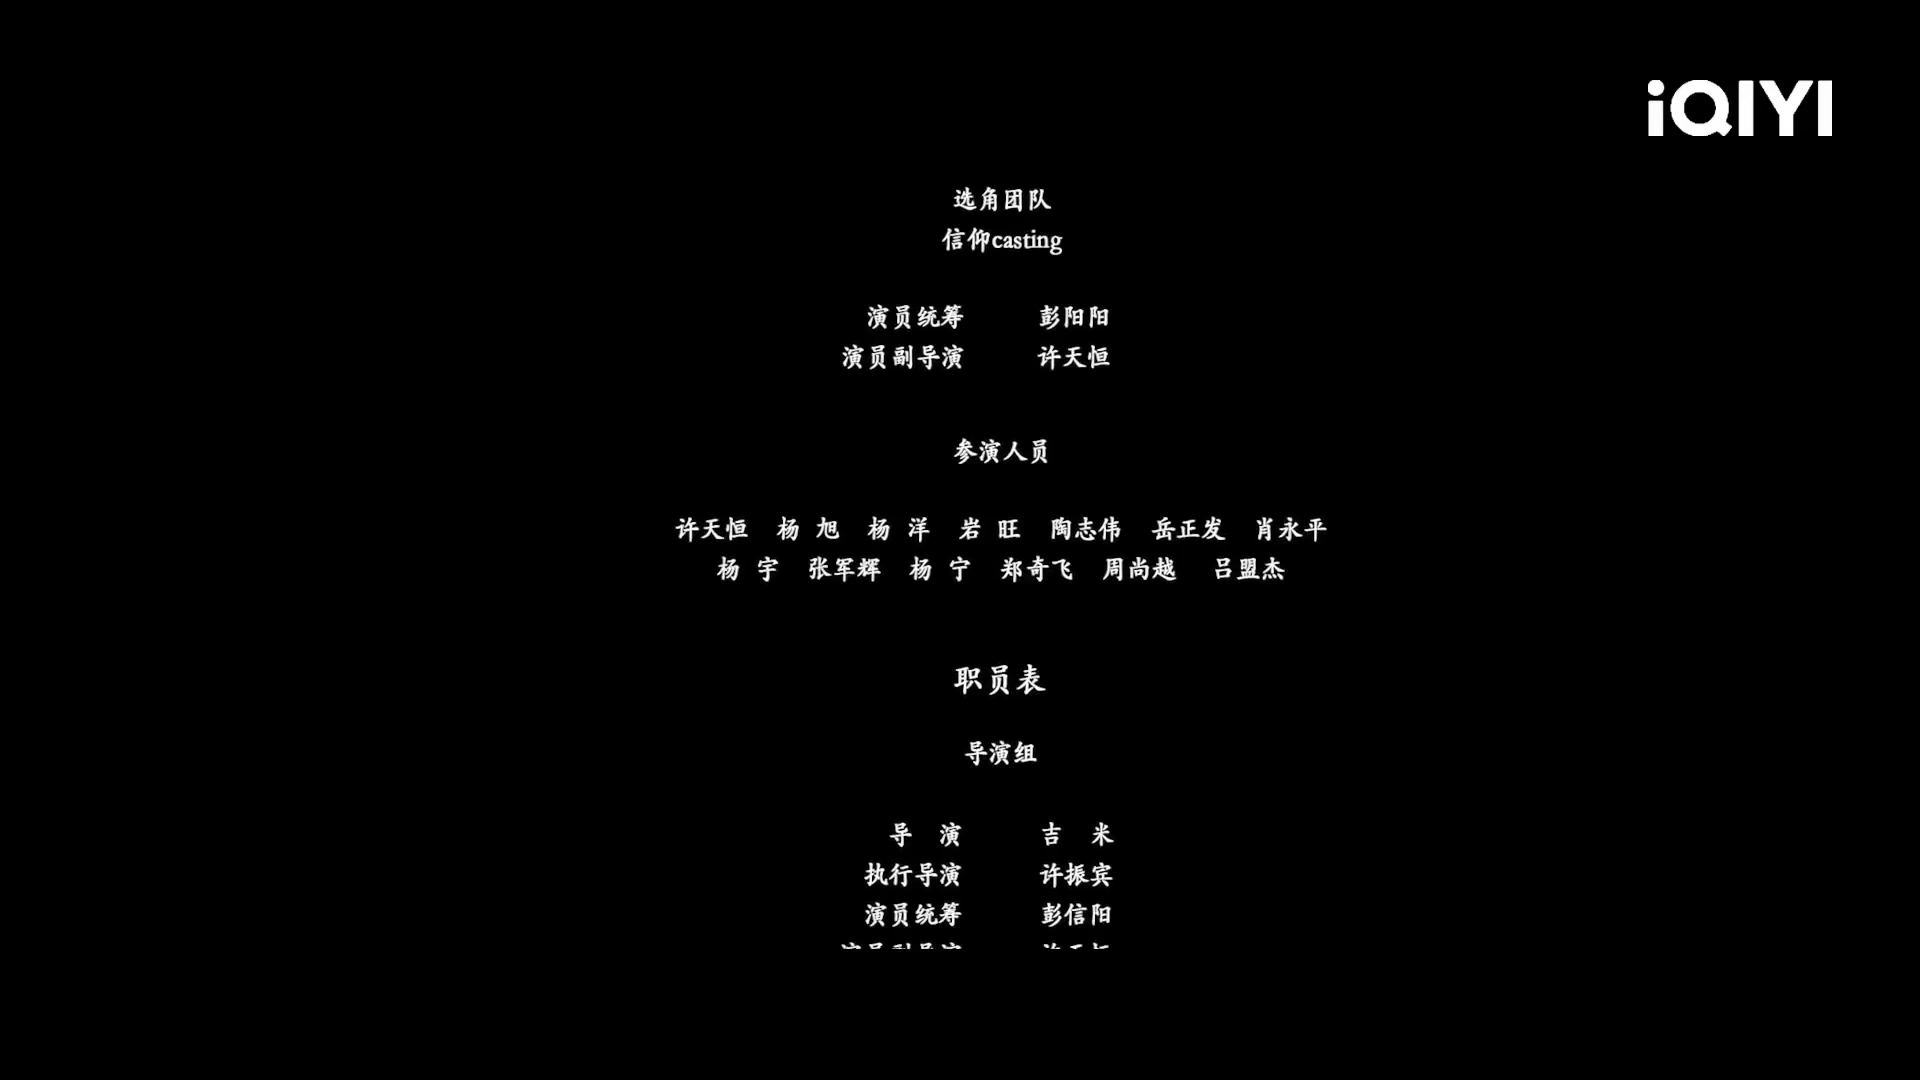 iQIYI
选角团队
信仰casting
演员统筹 彭阳阳
演员副导演 许天恒
参演人员
许天恒 杨 旭 杨 洋 岩 旺 陶志伟 岳正发 肖永平
杨 宇 张军辉 杨 宁 郑奇飞 周尚越 吕盟杰
职员表
导演组
导 演 吉 米
执行导演 许振宾
演员统筹 彭信阳